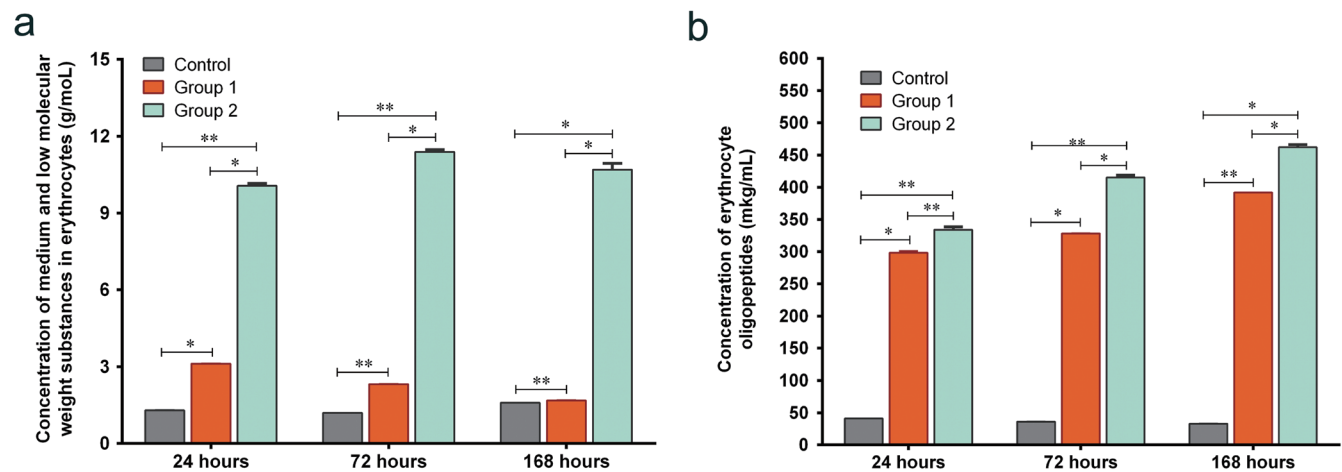 a
Concentration of medium and low molecular
weight substances in erythrocytes (g/moL)
15
12
9
6
3
0
Control
Group 1
Group 2
**
*
*
**
*
**
*
*
**
24 hours
72 hours
168 hours
b
Concentration of erythrocyte
oligopeptides (mkg/mL)
600
550
500
450
400
350
300
250
200
150
100
50
0
Control
Group 1
Group 2
**
**
*
**
*
*
*
*
**
24 hours
72 hours
168 hours